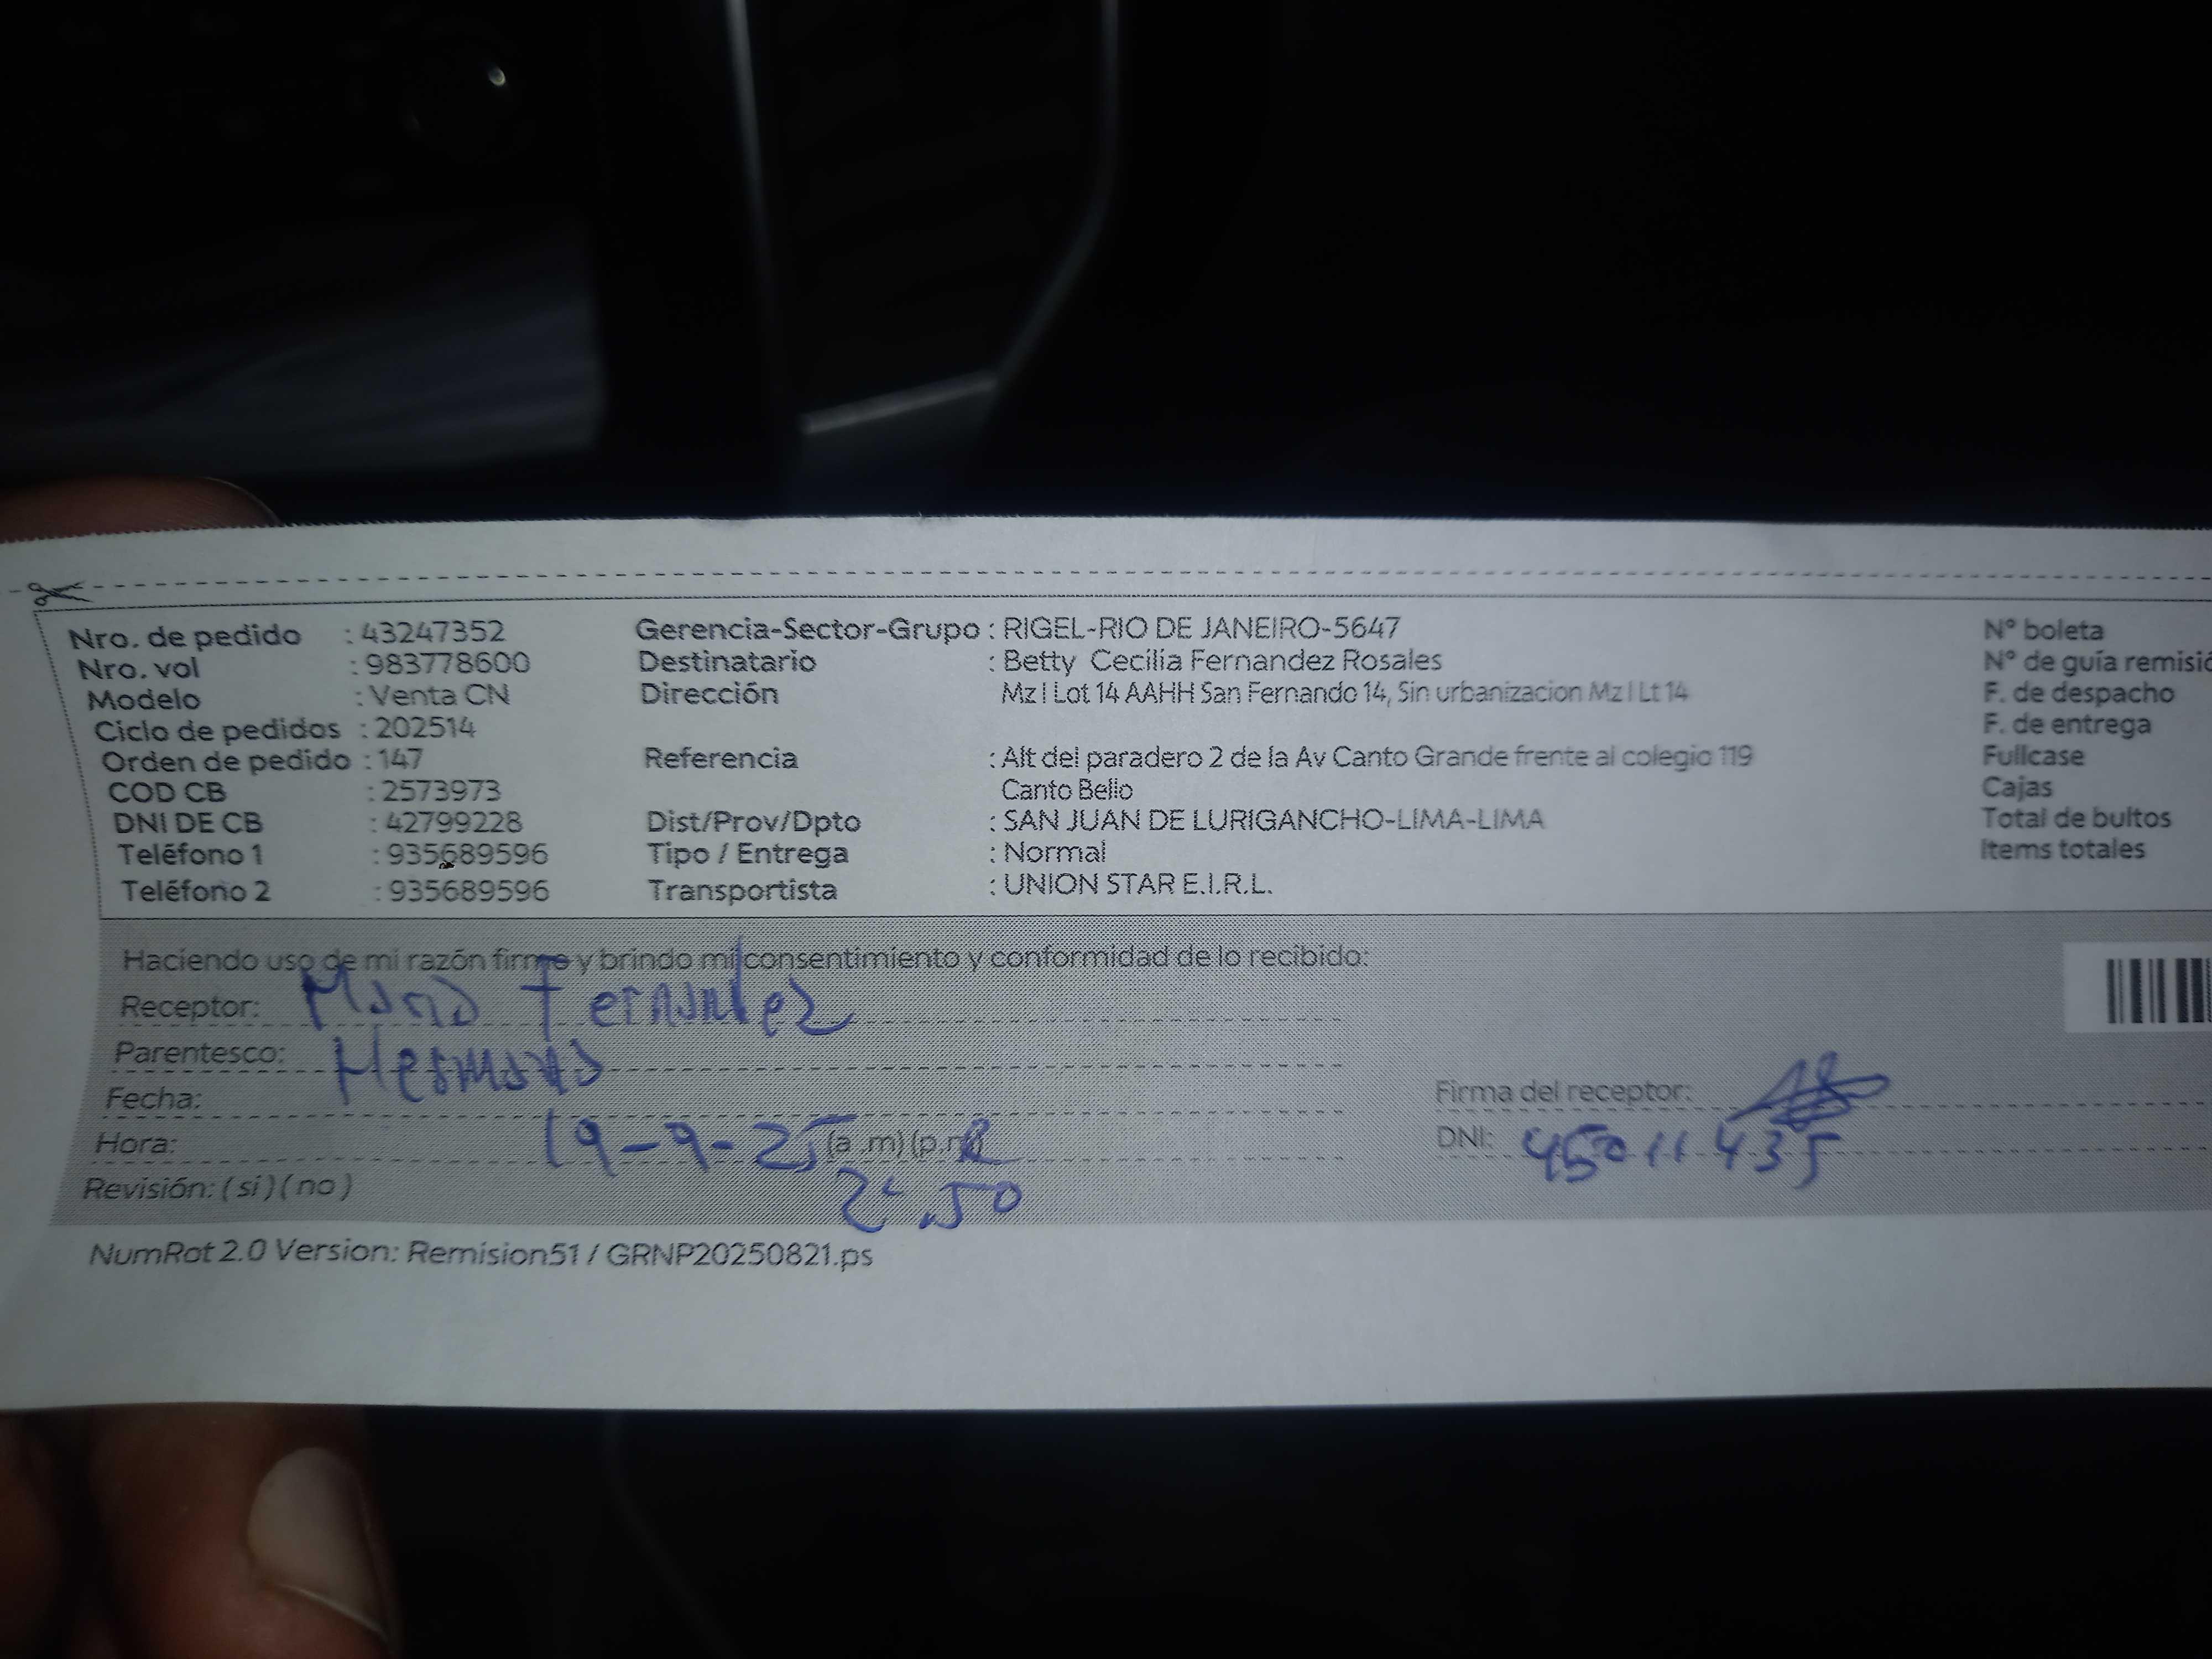 Nro. de pedido : 43247352
Nro. vol : 983778600
Modelo : Venta CN
Ciclo de pedidos : 202514
Orden de pedido : 147
COD CB : 2573973
DNI DE CB : 42799228
Teléfono 1 : 935689596
Teléfono 2 : 935689596
Gerencia-Sector-Grupo : RIGEL-RIO DE JANEIRO-5647
Destinatario : Betty Cecilia Fernandez Rosales
Dirección Mz I Lot 14 AAHH San Fernando 14, Sin urbanizacion Mz I Lt 14
Referencia : Alt del paradero 2 de la Av Canto Grande frente al colegio 119
Canto Bello
Dist/Prov/Dpto : SAN JUAN DE LURIGANCHO-LIMA-LIMA
Tipo / Entrega : Normal
Transportista : UNION STAR E.I.R.L.
N° boleta
N° de guía remisió
F. de despacho
F. de entrega
Fullcase
Cajas
Total de bultos
Items totales
Haciendo uso de mi razón firmo y brindo mi consentimiento y conformidad de lo recibido:
Receptor: Maria Fernandez
Parentesco: Hermana
Fecha: 19-9-25
Hora: (a.m) (p.m)
2:50
Revisión: ( si ) ( no )
Firma del receptor:
DNI: 45011435
NumRot 2.0 Version: Remision51 / GRNP20250821.ps